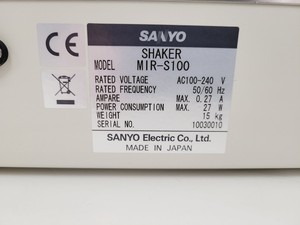 CE
SANYO
SHAKER
MODEL MIR-S100
RATED VOLTAGE AC100-240 V
RATED FREQUENCY 50/60 Hz
AMPARE MAX. 0.27 A
POWER CONSUMPTION MAX. 27 W
WEIGHT 15 kg
SERIAL NO. 10030010
SANYO Electric Co., Ltd.
MADE IN JAPAN